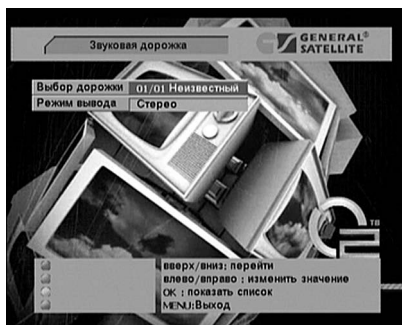 Звуковая дорожка
GENERAL®
SATELLITE
Выбор дорожки 01/01 Неизвестный
Режим вывода Стерео
ТВ
вверх/вниз: перейти
влево/вправо : изменить значение
OK : показать список
MENU:Выход